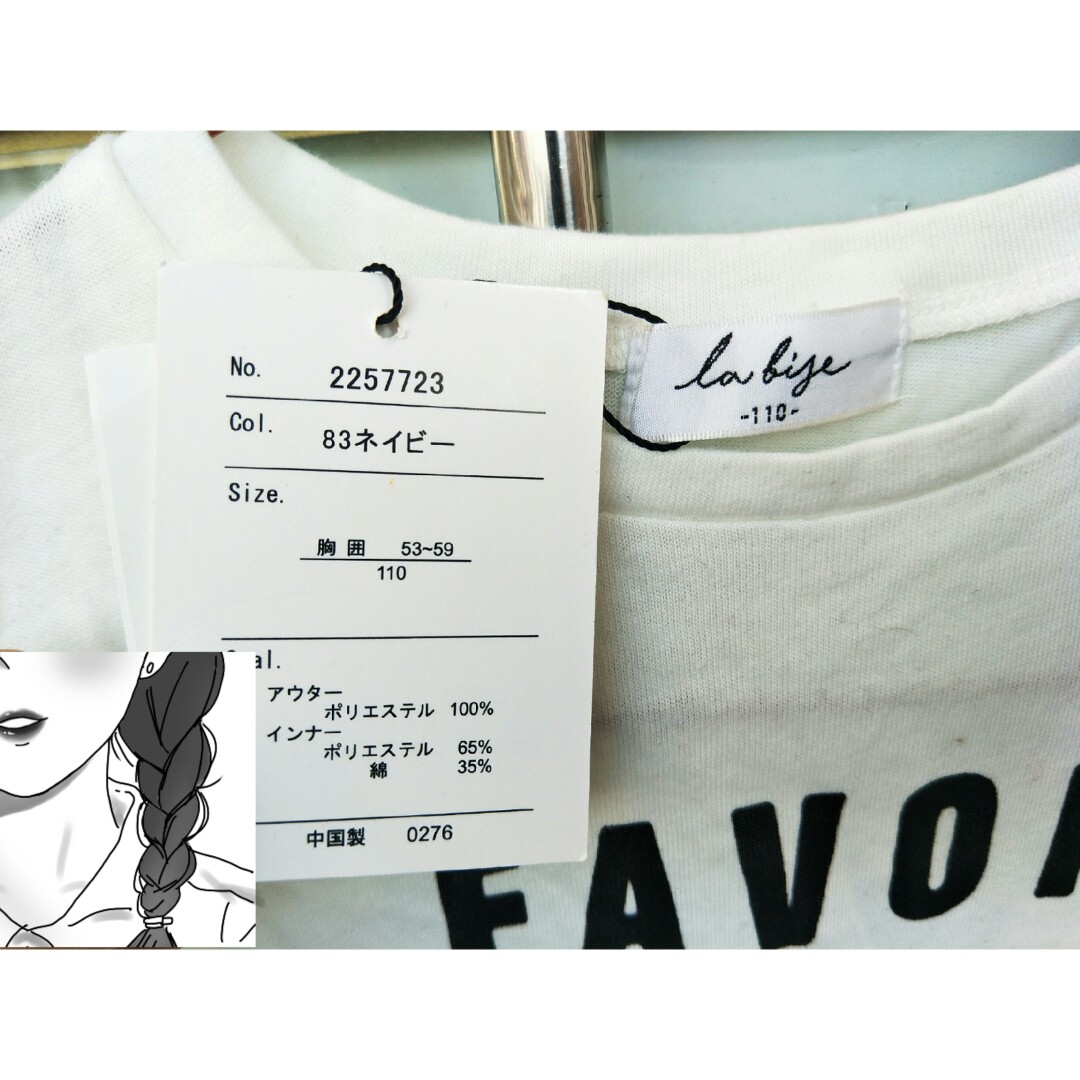 No. 2257723
Col. 83ネイビー
Size.
胸囲 53~59
110
アウター
ポリエステル 100%
インナー
ポリエステル 65%
綿 35%
中国製 0276
la bise
-110-
FAVO